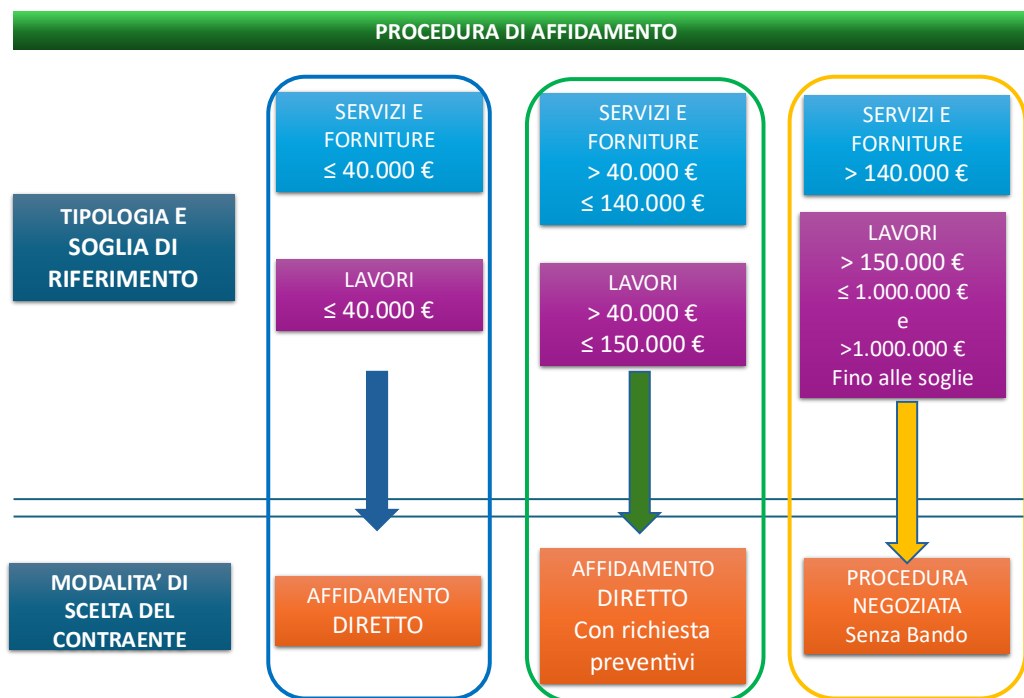 PROCEDURA DI AFFIDAMENTO
TIPOLOGIA E
SOGLIA DI
RIFERIMENTO
SERVIZI E
FORNITURE
≤ 40.000 €
LAVORI
≤ 40.000 €
SERVIZI E
FORNITURE
> 40.000 €
≤ 140.000 €
LAVORI
> 40.000 €
≤ 150.000 €
SERVIZI E
FORNITURE
> 140.000 €
LAVORI
> 150.000 €
≤ 1.000.000 €
e
>1.000.000 €
Fino alle soglie
MODALITA’ DI
SCELTA DEL
CONTRAENTE
AFFIDAMENTO
DIRETTO
AFFIDAMENTO
DIRETTO
Con richiesta
preventivi
PROCEDURA
NEGOZIATA
Senza Bando